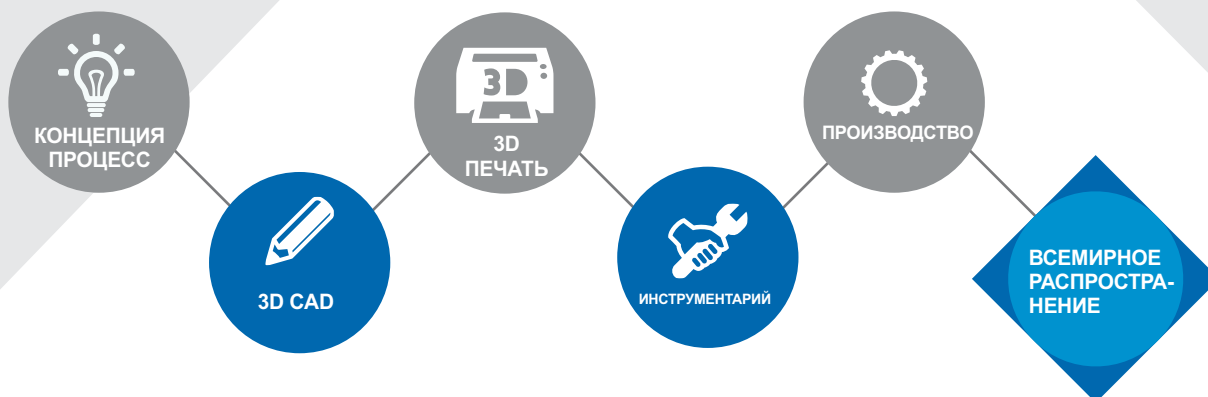 КОНЦЕПЦИЯ
ПРОЦЕСС
3D CAD
3D
3D
ПЕЧАТЬ
ИНСТРУМЕНТАРИЙ
ПРОИЗВОДСТВО
ВСЕМИРНОЕ
РАСПРОСТРА-
НЕНИЕ